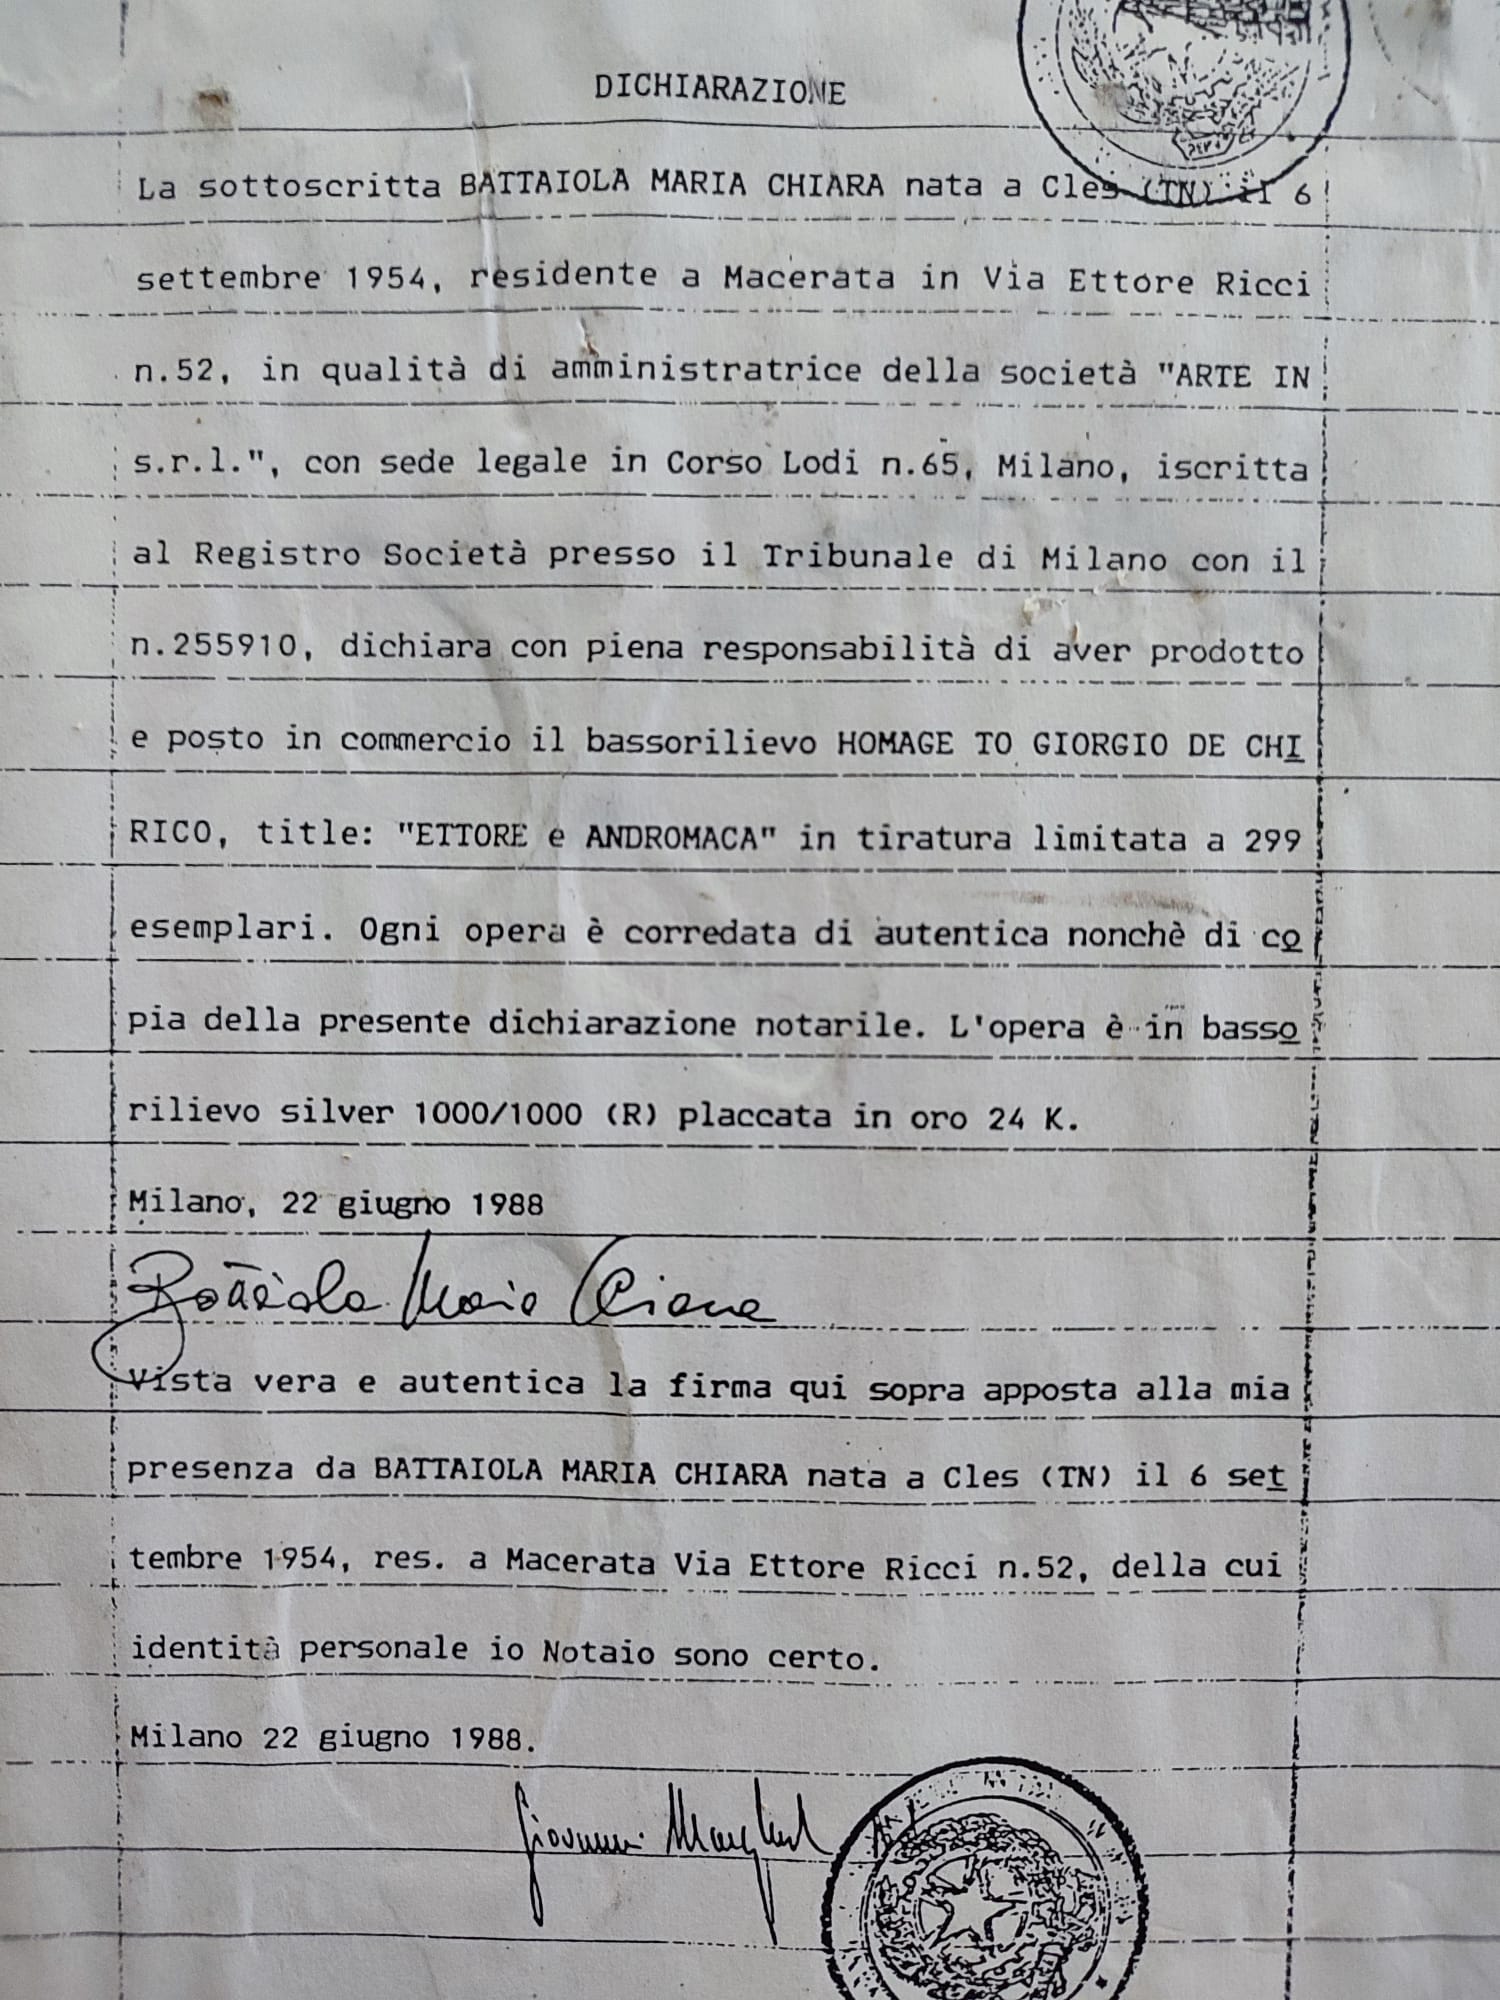 DICHIARAZIONE
La sottoscritta BATTAIOLA MARIA CHIARA nata a Cles (TN) il 6
settembre 1954, residente a Macerata in Via Ettore Ricci
n.52, in qualità di amministratrice della società "ARTE IN
s.r.l.", con sede legale in Corso Lodi n.65, Milano, iscritta
al Registro Società presso il Tribunale di Milano con il
n.255910, dichiara con piena responsabilità di aver prodotto
e posto in commercio il bassorilievo HOMAGE TO GIORGIO DE CHI
RICO, title: "ETTORE e ANDROMACA" in tiratura limitata a 299
esemplari. Ogni opera è corredata di autentica nonchè di co
pia della presente dichiarazione notarile. L'opera è in basso
rilievo silver 1000/1000 (R) placcata in oro 24 K.
Milano, 22 giugno 1988
Battaiola Maria Chiara
Vista vera e autentica la firma qui sopra apposta alla mia
presenza da BATTAIOLA MARIA CHIARA nata a Cles (TN) il 6 set
tembre 1954, res. a Macerata Via Ettore Ricci n.52, della cui
identità personale io Notaio sono certo.
Milano 22 giugno 1988.
Giovanni